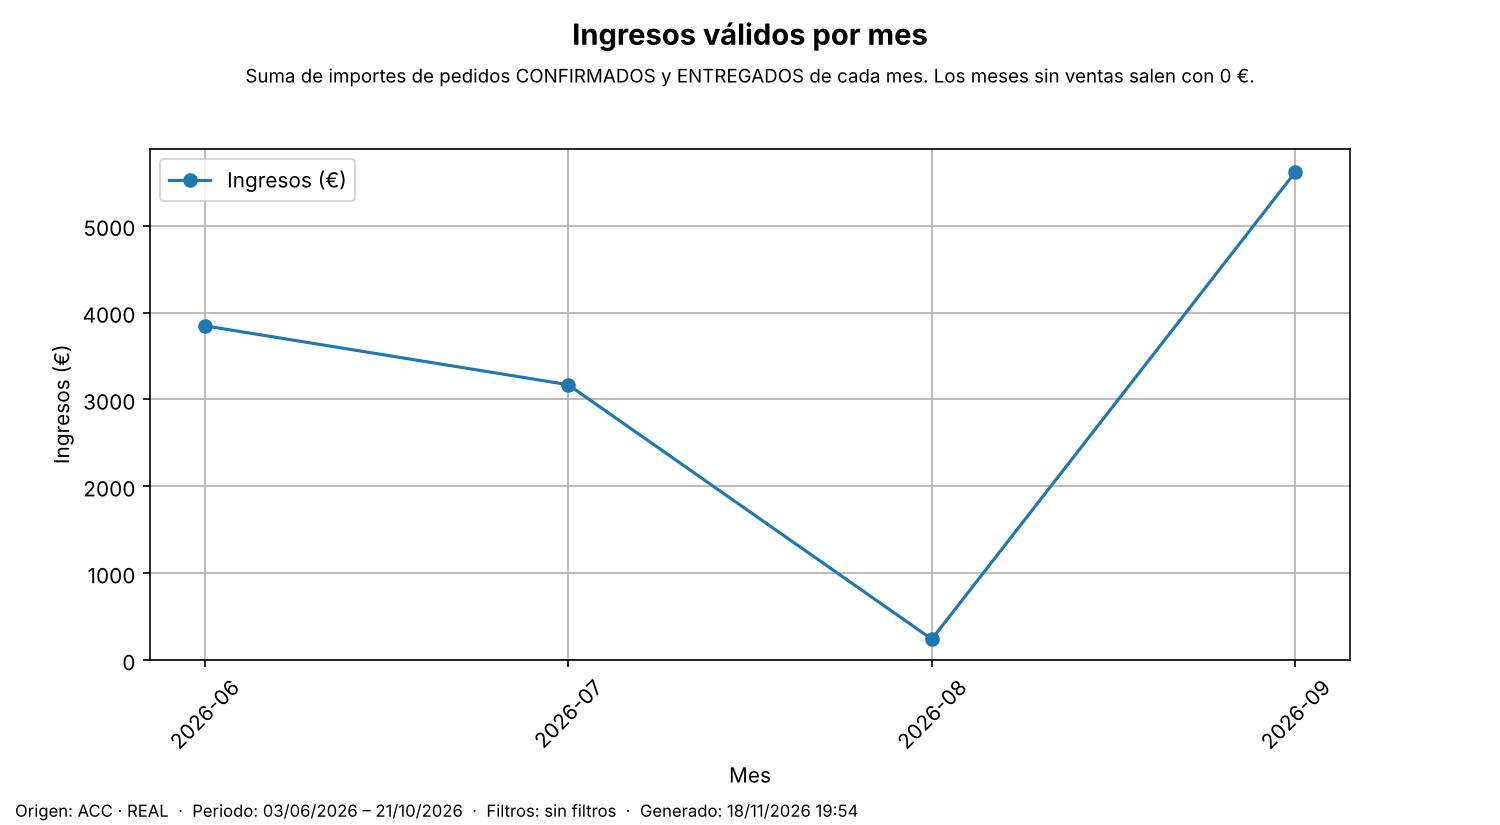 Ingresos válidos por mes
Suma de importes de pedidos CONFIRMADOS y ENTREGADOS de cada mes. Los meses sin ventas salen con 0 €.
Ingresos (€)
5000
4000
3000
2000
1000
0
Ingresos (€)
2026-06
2026-07
2026-08
2026-09
Mes
Origen: ACC · REAL · Periodo: 03/06/2026 – 21/10/2026 · Filtros: sin filtros · Generado: 18/11/2026 19:54